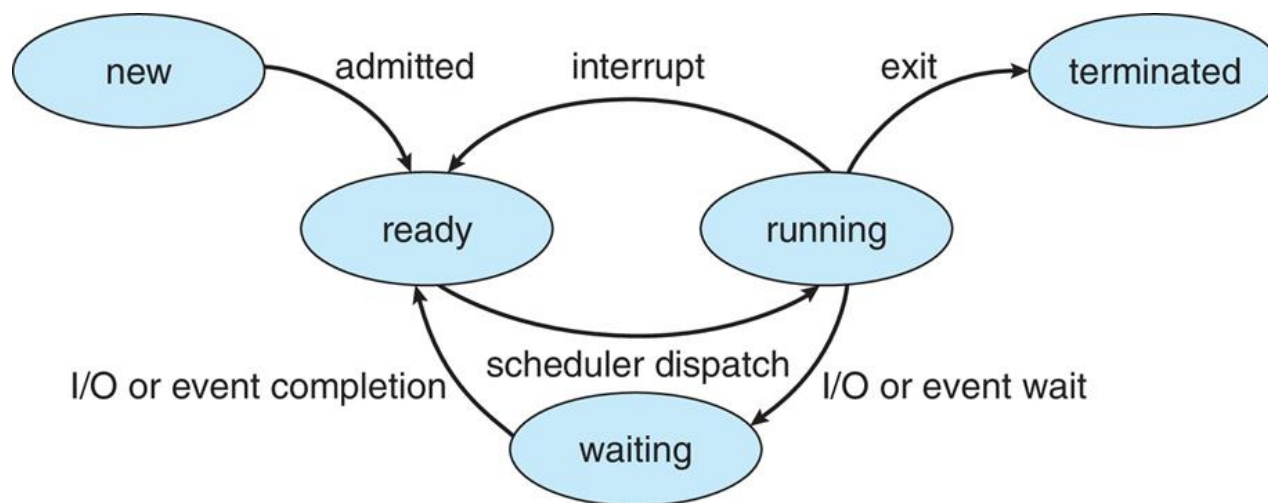 new
admitted
interrupt
exit
terminated
ready
running
scheduler dispatch
I/O or event completion
I/O or event wait
waiting